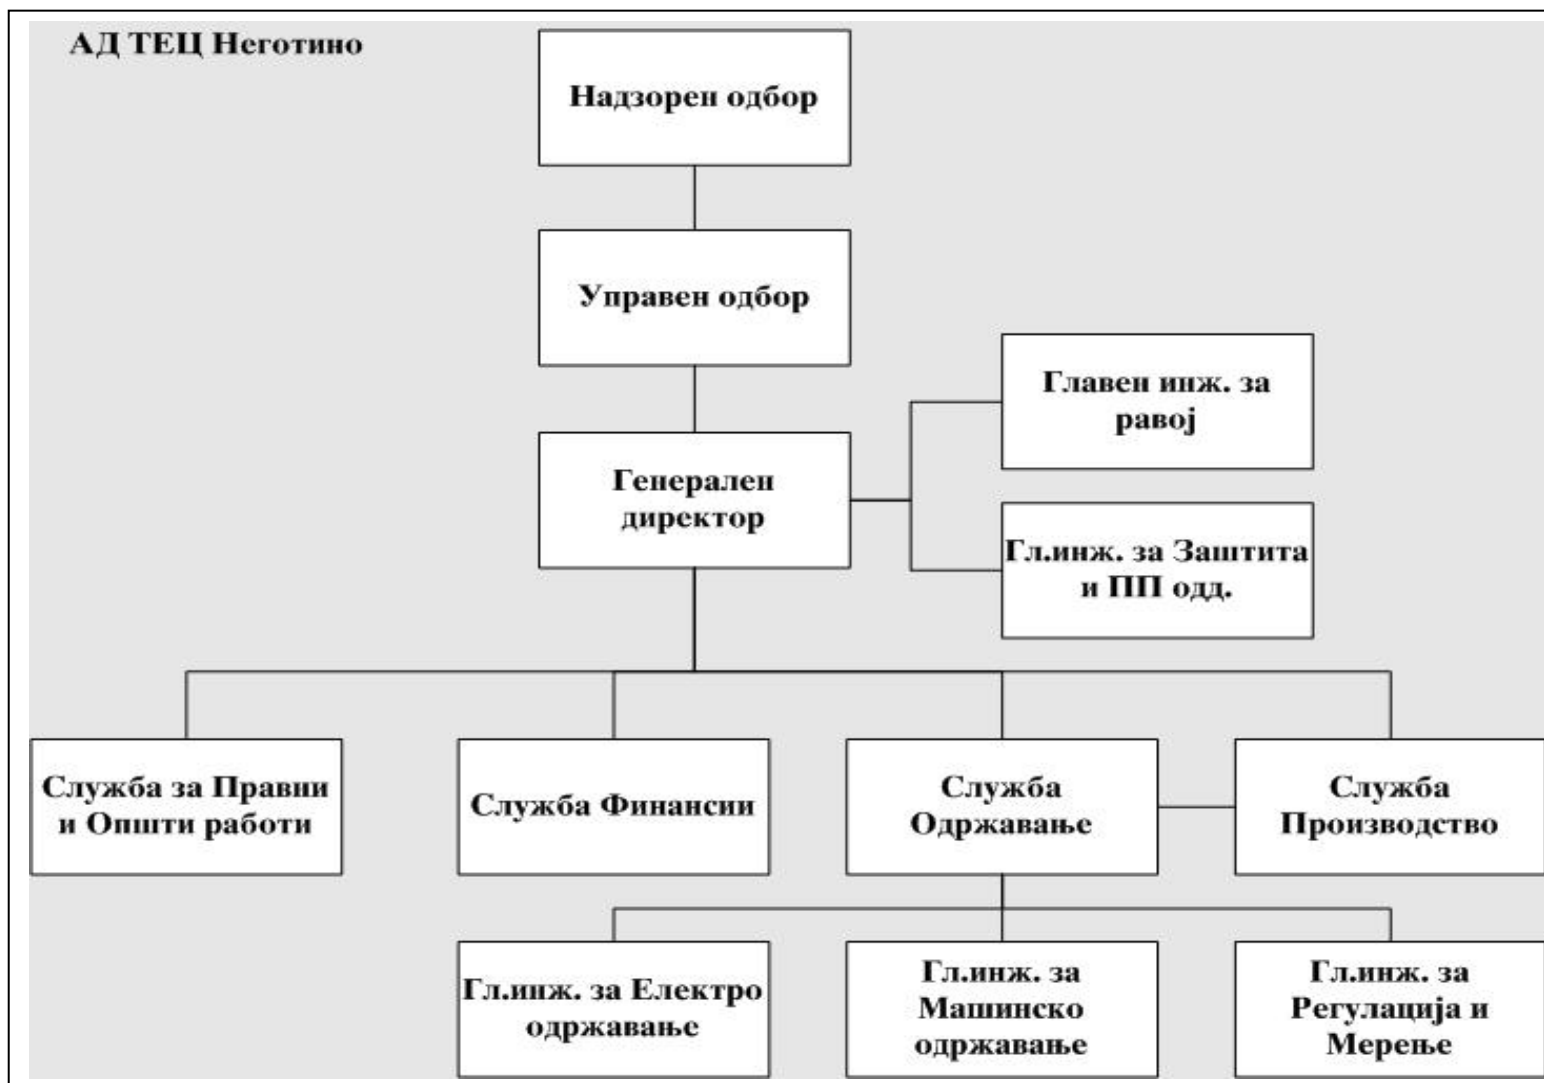 АД ТЕЦ Неготино
Надзорен одбор
Управен одбор
Главен инж. за
равој
Генерален
директор
Гл.инж. за Заштита
и ПП одд.
Служба за Правни
и Општи работи
Служба Финансии
Служба
Одржавање
Служба
Производство
Гл.инж. за Електро
одржавање
Гл.инж. за
Машинско
одржавање
Гл.инж. за
Регулација и
Мерење